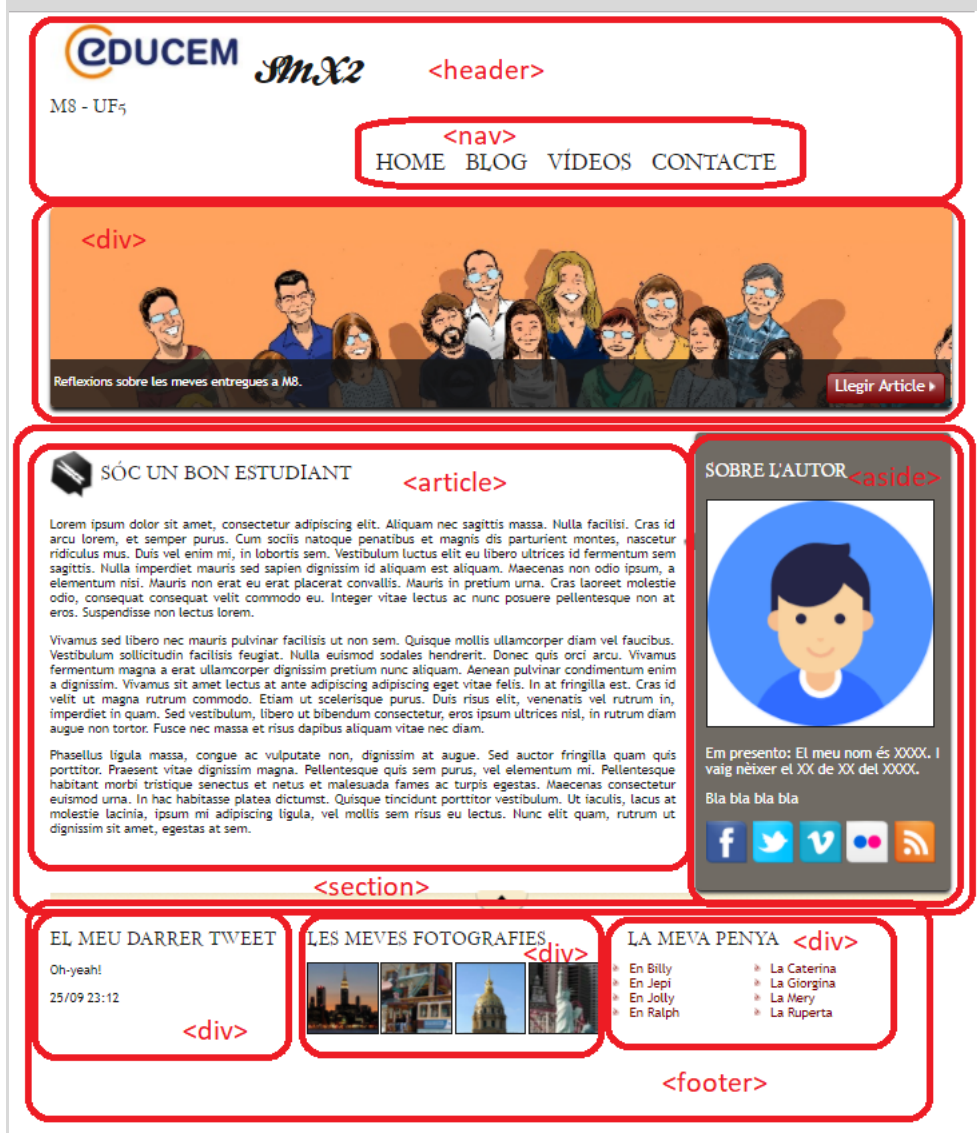 eDUCEM
SMX2
<header>
M8 - UF5
<nav>
HOME BLOG VÍDEOS CONTACTE
<div>
Reflexions sobre les meves entregues a M8.
Llegir Article
SÓC UN BON ESTUDIANT
<article>
Lorem ipsum dolor sit amet, consectetur adipiscing elit. Aliquam nec sagittis massa. Nulla facilisi. Cras id
arcu lorem, et semper purus. Cum sociis natoque penatibus et magnis dis parturient montes, nascetur
ridiculus mus. Duis vel enim mi, in lobortis sem. Vestibulum luctus elit eu libero ultrices id fermentum sem
sagittis. Nulla imperdiet mauris sed sapien dignissim id aliquam est aliquam. Maecenas non odio ipsum, a
elementum nisi. Mauris non erat eu erat placerat convallis. Mauris in pretium urna. Cras laoreet molestie
odio, consequat consequat velit commodo eu. Integer vitae lectus ac nunc posuere pellentesque non at
eros. Suspendisse non lectus lorem.
Vivamus sed libero nec mauris pulvinar facilisis ut non sem. Quisque mollis ullamcorper diam vel faucibus.
Vestibulum sollicitudin facilisis feugiat. Nulla euismod sodales hendrerit. Donec quis orci arcu. Vivamus
fermentum magna a erat ullamcorper dignissim pretium nunc aliquam. Aenean pulvinar condimentum enim
a dignissim. Vivamus sit amet lectus at ante adipiscing adipiscing eget vitae felis. In at fringilla est. Cras id
velit ut magna rutrum commodo. Etiam ut scelerisque purus. Duis risus elit, venenatis vel rutrum in,
imperdiet in quam. Sed vestibulum, libero ut bibendum consectetur, eros ipsum ultrices nisl, in rutrum diam
augue non tortor. Fusce nec massa et risus dapibus aliquam vitae nec diam.
Phasellus ligula massa, congue ac vulputate non, dignissim at augue. Sed auctor fringilla quam quis
porttitor. Praesent vitae dignissim magna. Pellentesque quis sem purus, vel elementum mi. Pellentesque
habitant morbi tristique senectus et netus et malesuada fames ac turpis egestas. Maecenas consectetur
euismod urna. In hac habitasse platea dictumst. Quisque tincidunt porttitor vestibulum. Ut iaculis, lacus at
molestie lacinia, ipsum mi adipiscing ligula, vel mollis sem risus eu lectus. Nunc elit quam, rutrum ut
dignissim sit amet, egestas at sem.
SOBRE L'AUTOR
<aside>
Em presento: El meu nom és XXXX. I
vaig nèixer el XX de XX del XXXX.
Bla bla bla bla
<section>
EL MEU DARRER TWEET
Oh-yeah!
25/09 23:12
<div>
LES MEVES FOTOGRAFIES
<div>
LA MEVA PENYA
<div>
En Billy
En Jepi
En Jolly
En Ralph
La Caterina
La Giorgina
La Mery
La Ruperta
<footer>